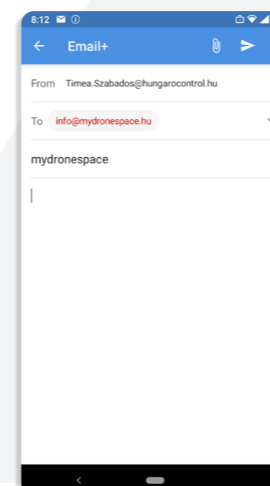 8:12
Email+
From Timea.Szabados@hungarocontrol.hu
To info@mydronespace.hu
mydronespace